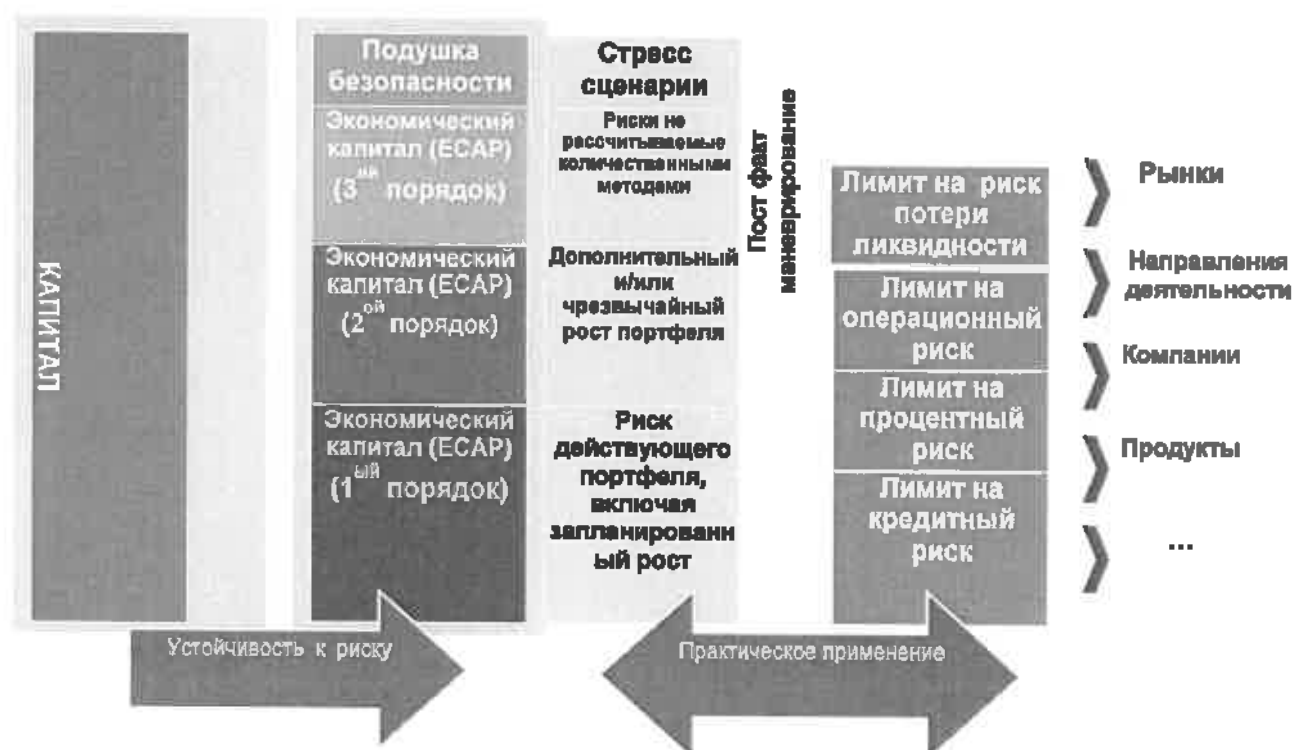 КАПИТАЛ
Подушка
безопасности
Экономический
капитал (ECAP)
(3ий порядок)
Экономический
капитал (ECAP)
(2ой порядок)
Экономический
капитал (ECAP)
(1ый порядок)
Стресс
сценарии
Риски не
рассчитываемые
количественными
методами
Дополнительный
и/или
чрезвычайный
рост портфеля
Риск
действующего
портфеля,
включая
запланированн
ый рост
Пост факт
маневрирование
Лимит на риск
потери
ликвидности
Лимит на
операционный
риск
Лимит на
процентный
риск
Лимит на
кредитный
риск
Рынки
Направления
деятельности
Компании
Продукты
...
Устойчивость к риску
Практическое применение